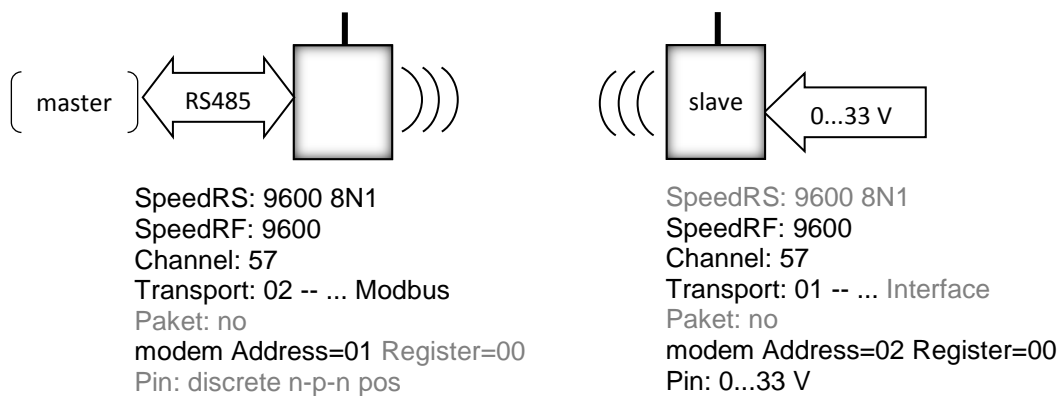 master
RS485
slave
0...33 V
SpeedRS: 9600 8N1
SpeedRF: 9600
Channel: 57
Transport: 02 -- ... Modbus
Paket: no
modem Address=01 Register=00
Pin: discrete n-p-n pos
SpeedRS: 9600 8N1
SpeedRF: 9600
Channel: 57
Transport: 01 -- ... Interface
Paket: no
modem Address=02 Register=00
Pin: 0...33 V